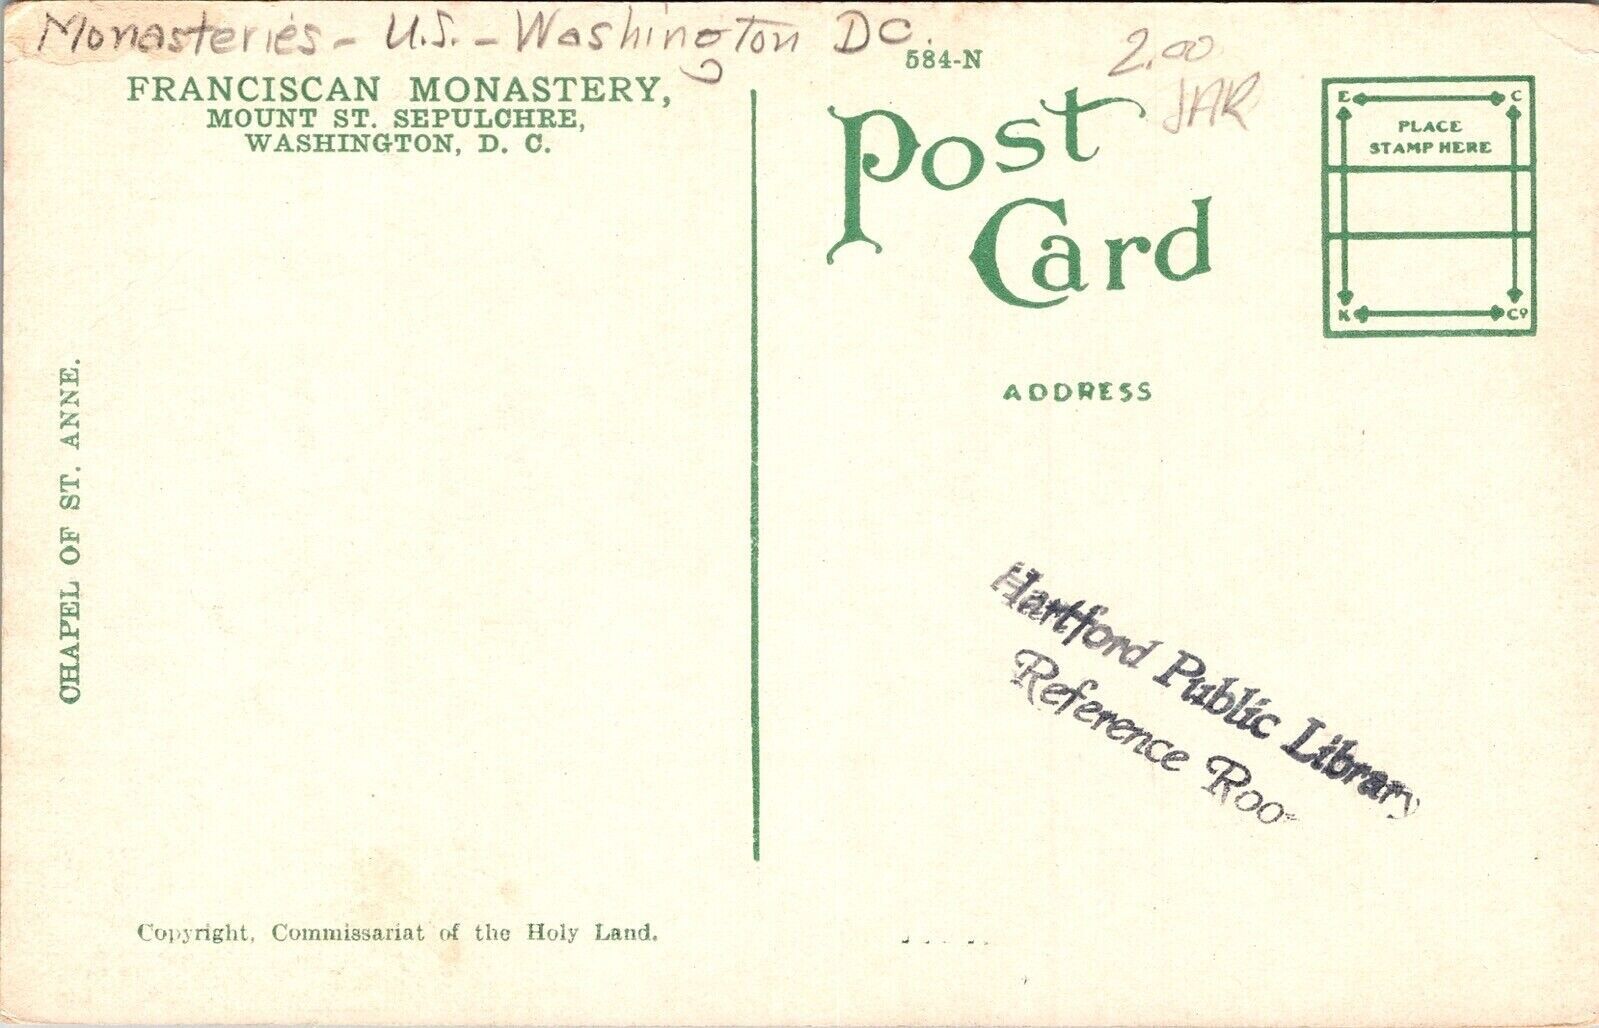 Monasteries - U.S. - Washington DC.
584-N
2.00
JAR
FRANCISCAN MONASTERY,
MOUNT ST. SEPULCHRE,
WASHINGTON, D. C.
Post
Card
E C
PLACE
STAMP HERE
K Co
ADDRESS
CHAPEL OF ST. ANNE.
Hartford Public Library
Reference
Copyright, Commissariat of the Holy Land.